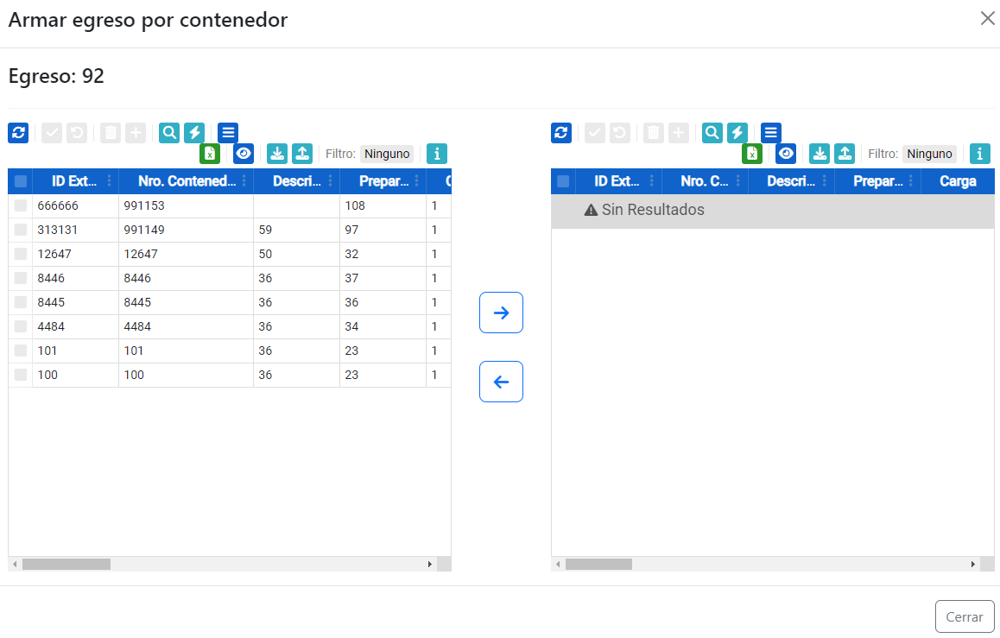 Armar egreso por contenedor
Egreso: 92
Filtro: Ninguno
ID Ext... Nro. Contened... Descri... Prepar... C
666666 991153 108 1
313131 991149 59 97 1
12647 12647 50 32 1
8446 8446 36 37 1
8445 8445 36 36 1
4484 4484 36 34 1
101 101 36 23 1
100 100 36 23 1
Filtro: Ninguno
ID Ext... Nro. C... Descri... Prepar... Carga
Sin Resultados
Cerrar